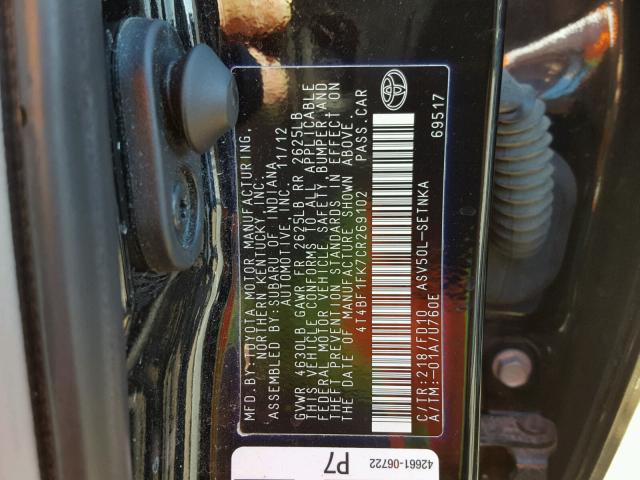 MFD. BY: TOYOTA MOTOR MANUFACTURING,
NORTHERN KENTUCKY, INC.
ASSEMBLED BY: SUBARU OF INDIANA
AUTOMOTIVE, INC. 11/12
GVWR 4630LB GAWR FR 2625LB RR 2625LB
THIS VEHICLE CONFORMS TO ALL APPLICABLE
FEDERAL MOTOR VEHICLE SAFETY, BUMPER, AND
THEFT PREVENTION STANDARDS IN EFFECT ON
THE DATE OF MANUFACTURE SHOWN ABOVE.
4T4BF1FK7CR269102 PASS.CAR
C/TR:218/FD10 ASV50L-SETNKA
A/TM:-01A/U760E 69517
42661-06722
P7